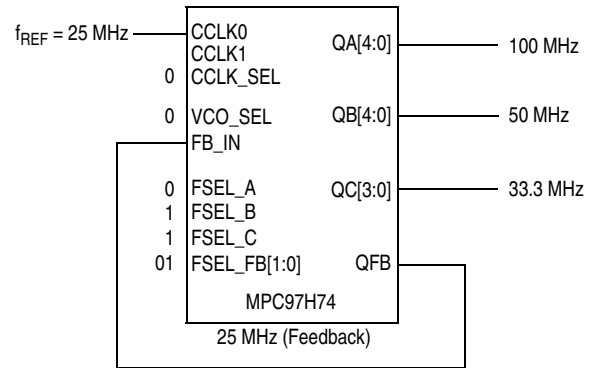 fREF = 25 MHz
CCLK0
CCLK1
0 CCLK_SEL
0 VCO_SEL
FB_IN
0 FSEL_A
1 FSEL_B
1 FSEL_C
01 FSEL_FB[1:0]
QA[4:0] 100 MHz
QB[4:0] 50 MHz
QC[3:0] 33.3 MHz
QFB
MPC97H74
25 MHz (Feedback)